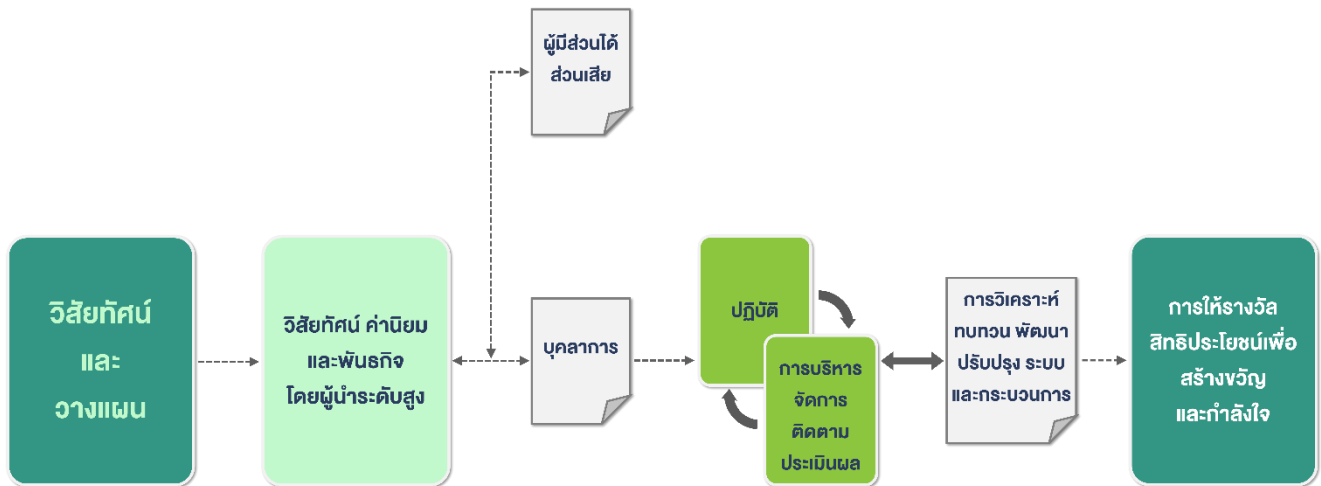 ผู้มีส่วนได้
ส่วนเสีย
วิสัยทัศน์
และ
วางแผน
วิสัยทัศน์ ค่านิยม
และพันธกิจ
โดยผู้นำระดับสูง
บุคลาการ
ปฏิบัติ
การบริหาร
จัดการ
ติดตาม
ประเมินผล
การวิเคราะห์
ทบทวน พัฒนา
ปรับปรุง ระบบ
และกระบวนการ
การให้รางวัล
สิทธิประโยชน์เพื่อ
สร้างขวัญ
และกำลังใจ